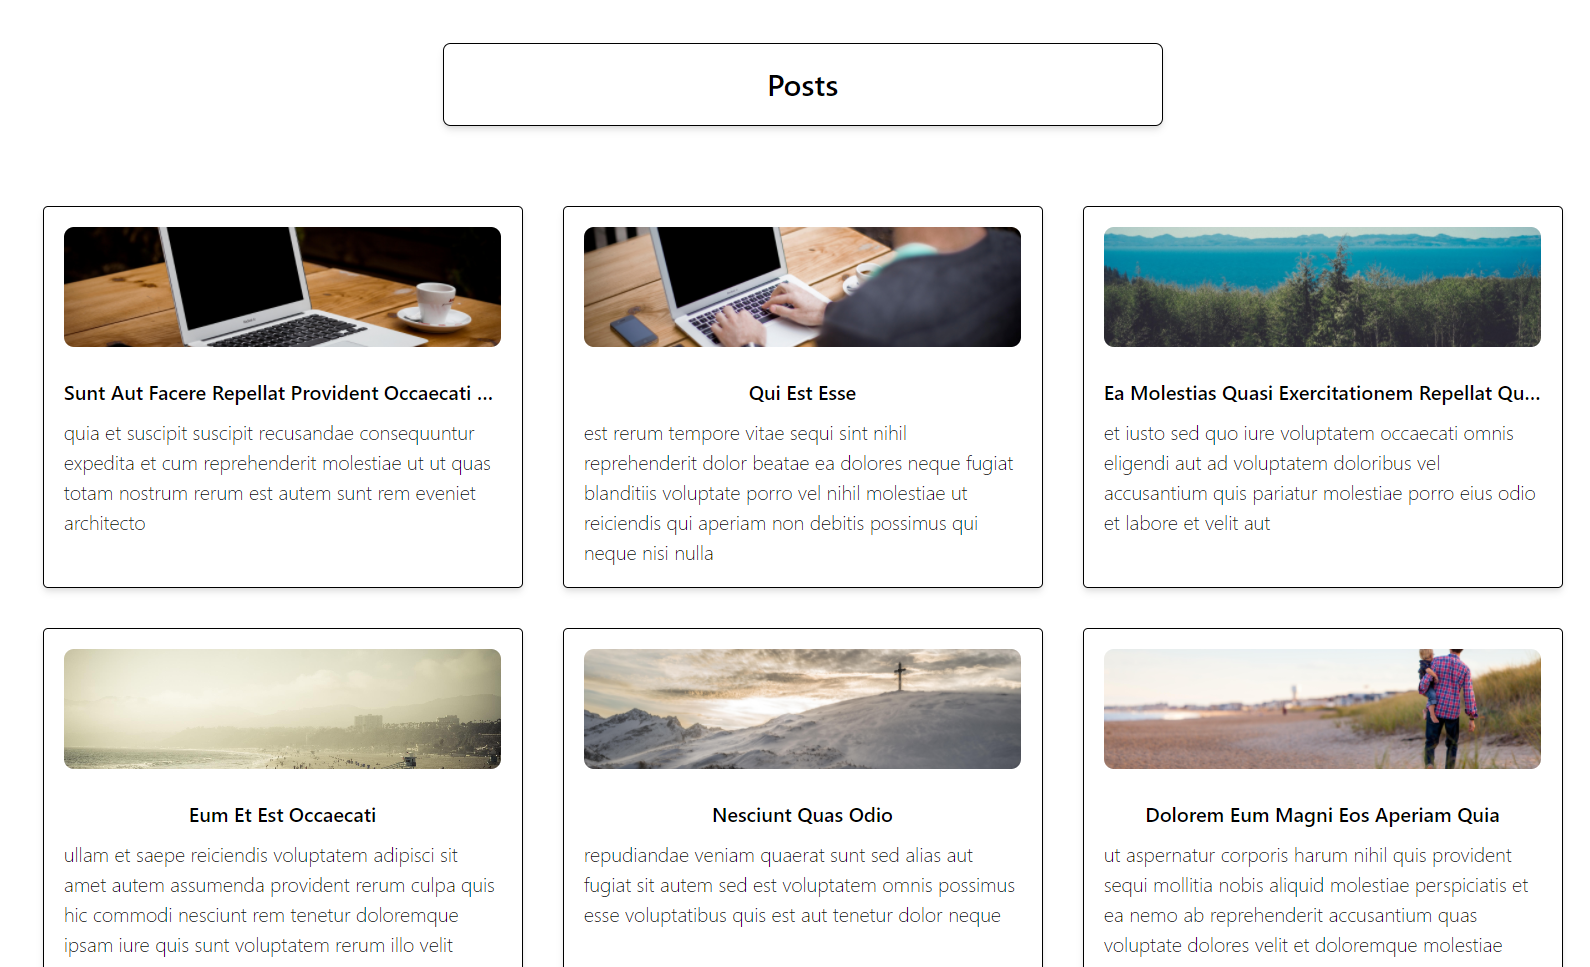 Posts
Sunt Aut Facere Repellat Provident Occaecati ...
quia et suscipit suscipit recusandae consequuntur
expedita et cum reprehenderit molestiae ut ut quas
totam nostrum rerum est autem sunt rem eveniet
architecto
Qui Est Esse
est rerum tempore vitae sequi sint nihil
reprehenderit dolor beatae ea dolores neque fugiat
blanditiis voluptate porro vel nihil molestiae ut
reiciendis qui aperiam non debitis possimus qui
neque nisi nulla
Ea Molestias Quasi Exercitationem Repellat Qu...
et iusto sed quo iure voluptatem occaecati omnis
eligendi aut ad voluptatem doloribus vel
accusantium quis pariatur molestiae porro eius odio
et labore et velit aut
Eum Et Est Occaecati
ullam et saepe reiciendis voluptatem adipisci sit
amet autem assumenda provident rerum culpa quis
hic commodi nesciunt rem tenetur doloremque
ipsam iure quis sunt voluptatem rerum illo velit
Nesciunt Quas Odio
repudiandae veniam quaerat sunt sed alias aut
fugiat sit autem sed est voluptatem omnis possimus
esse voluptatibus quis est aut tenetur dolor neque
Dolorem Eum Magni Eos Aperiam Quia
ut aspernatur corporis harum nihil quis provident
sequi mollitia nobis aliquid molestiae perspiciatis et
ea nemo ab reprehenderit accusantium quas
voluptate dolores velit et doloremque molestiae